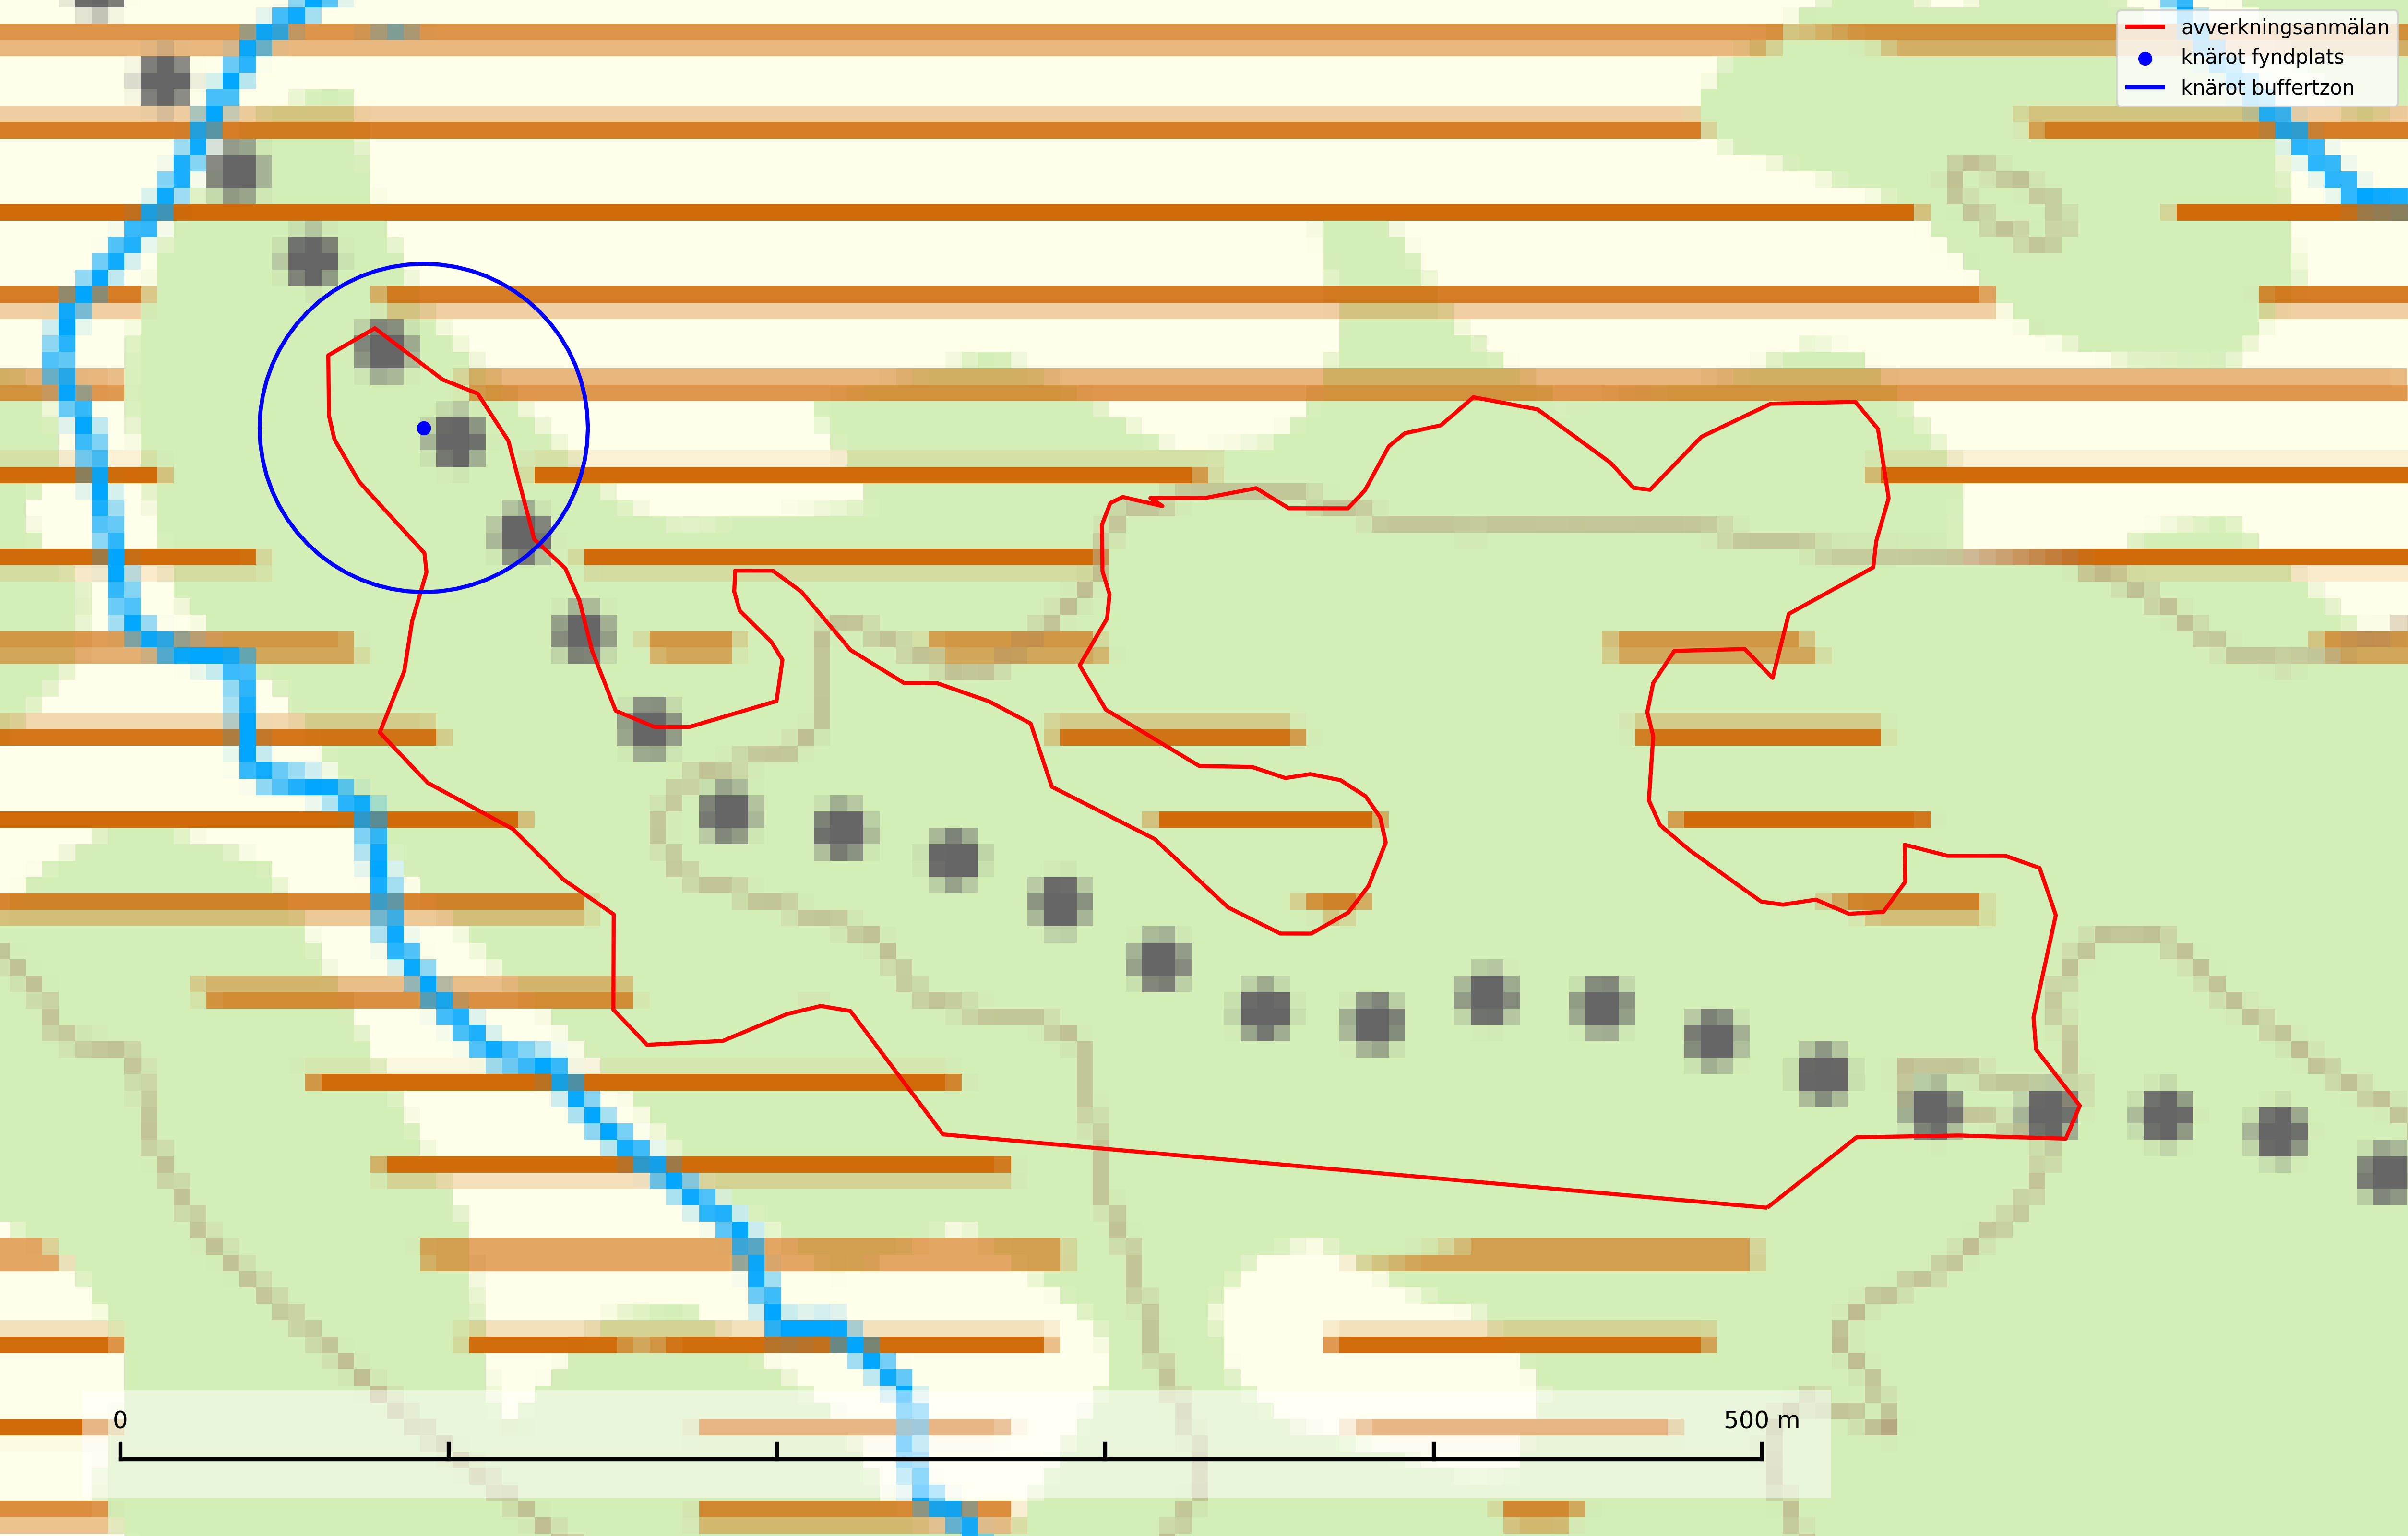 avverkningsanmälan
knärot fyndplats
knärot buffertzon
0 500 m